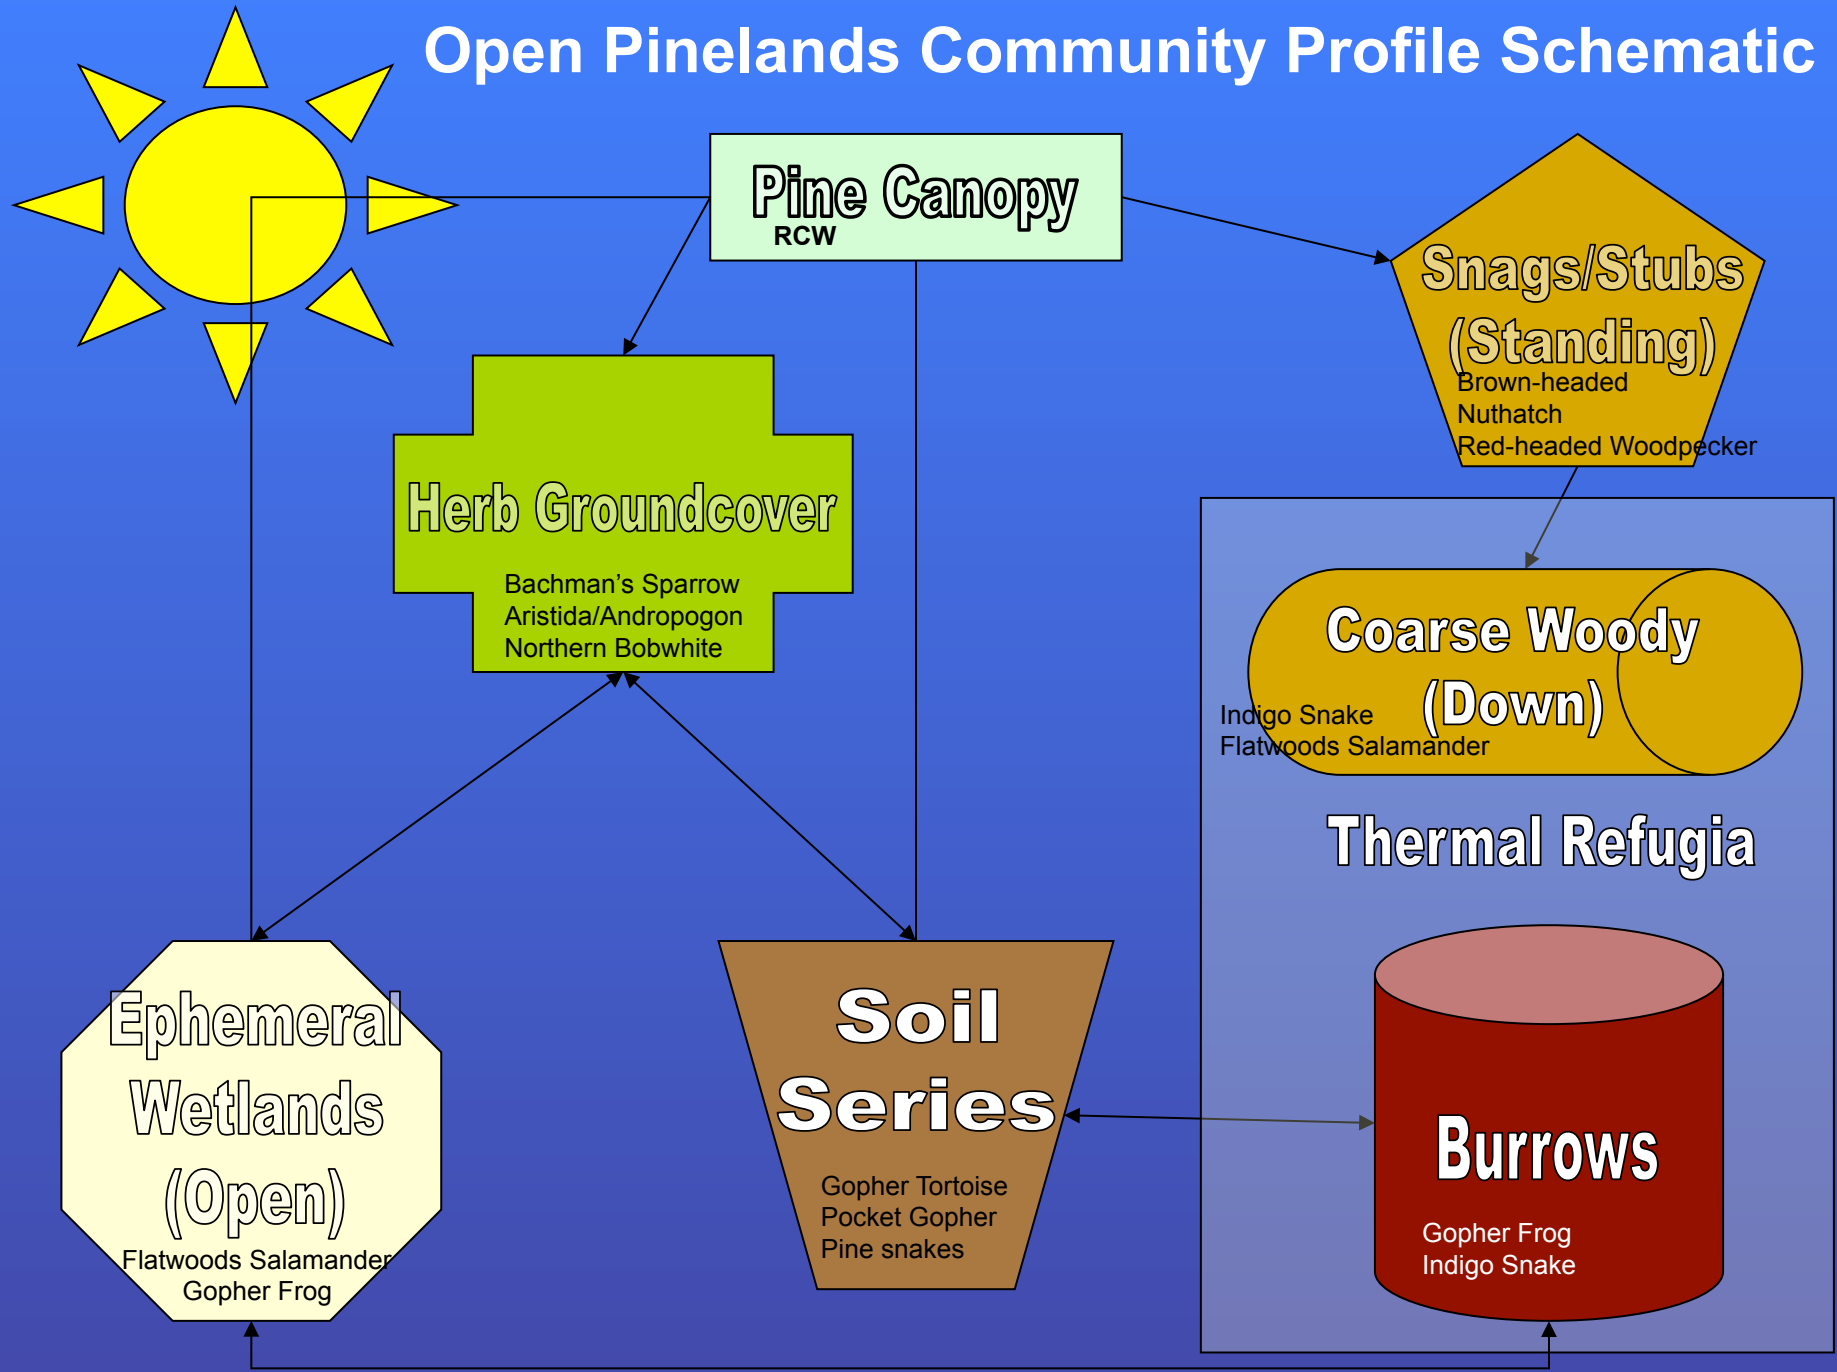 Open Pinelands Community Profile Schematic
Pine Canopy
RCW
Snags/Stubs
(Standing)
Brown-headed
Nuthatch
Red-headed Woodpecker
Herb Groundcover
Bachman’s Sparrow
Aristida/Andropogon
Northern Bobwhite
Coarse Woody
(Down)
Indigo Snake
Flatwoods Salamander
Thermal Refugia
Ephemeral
Wetlands
(Open)
Flatwoods Salamander
Gopher Frog
Soil
Series
Gopher Tortoise
Pocket Gopher
Pine snakes
Burrows
Gopher Frog
Indigo Snake